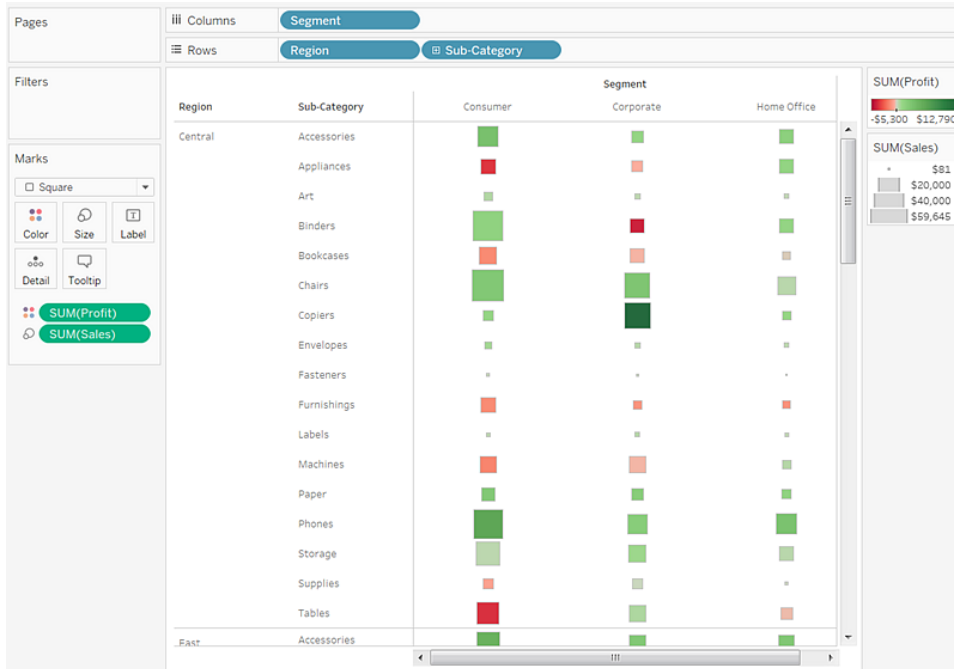 Pages
Columns
Segment
Rows
Region
Sub-Category
Filters
Marks
Square
Color
Size
Label
Detail
Tooltip
SUM(Profit)
SUM(Sales)
Segment
Region
Sub-Category
Consumer
Corporate
Home Office
Central
Accessories
Appliances
Art
Binders
Bookcases
Chairs
Copiers
Envelopes
Fasteners
Furnishings
Labels
Machines
Paper
Phones
Storage
Supplies
Tables
East
Accessories
SUM(Profit)
-$5,300 $12,790
SUM(Sales)
$81
$20,000
$40,000
$59,645